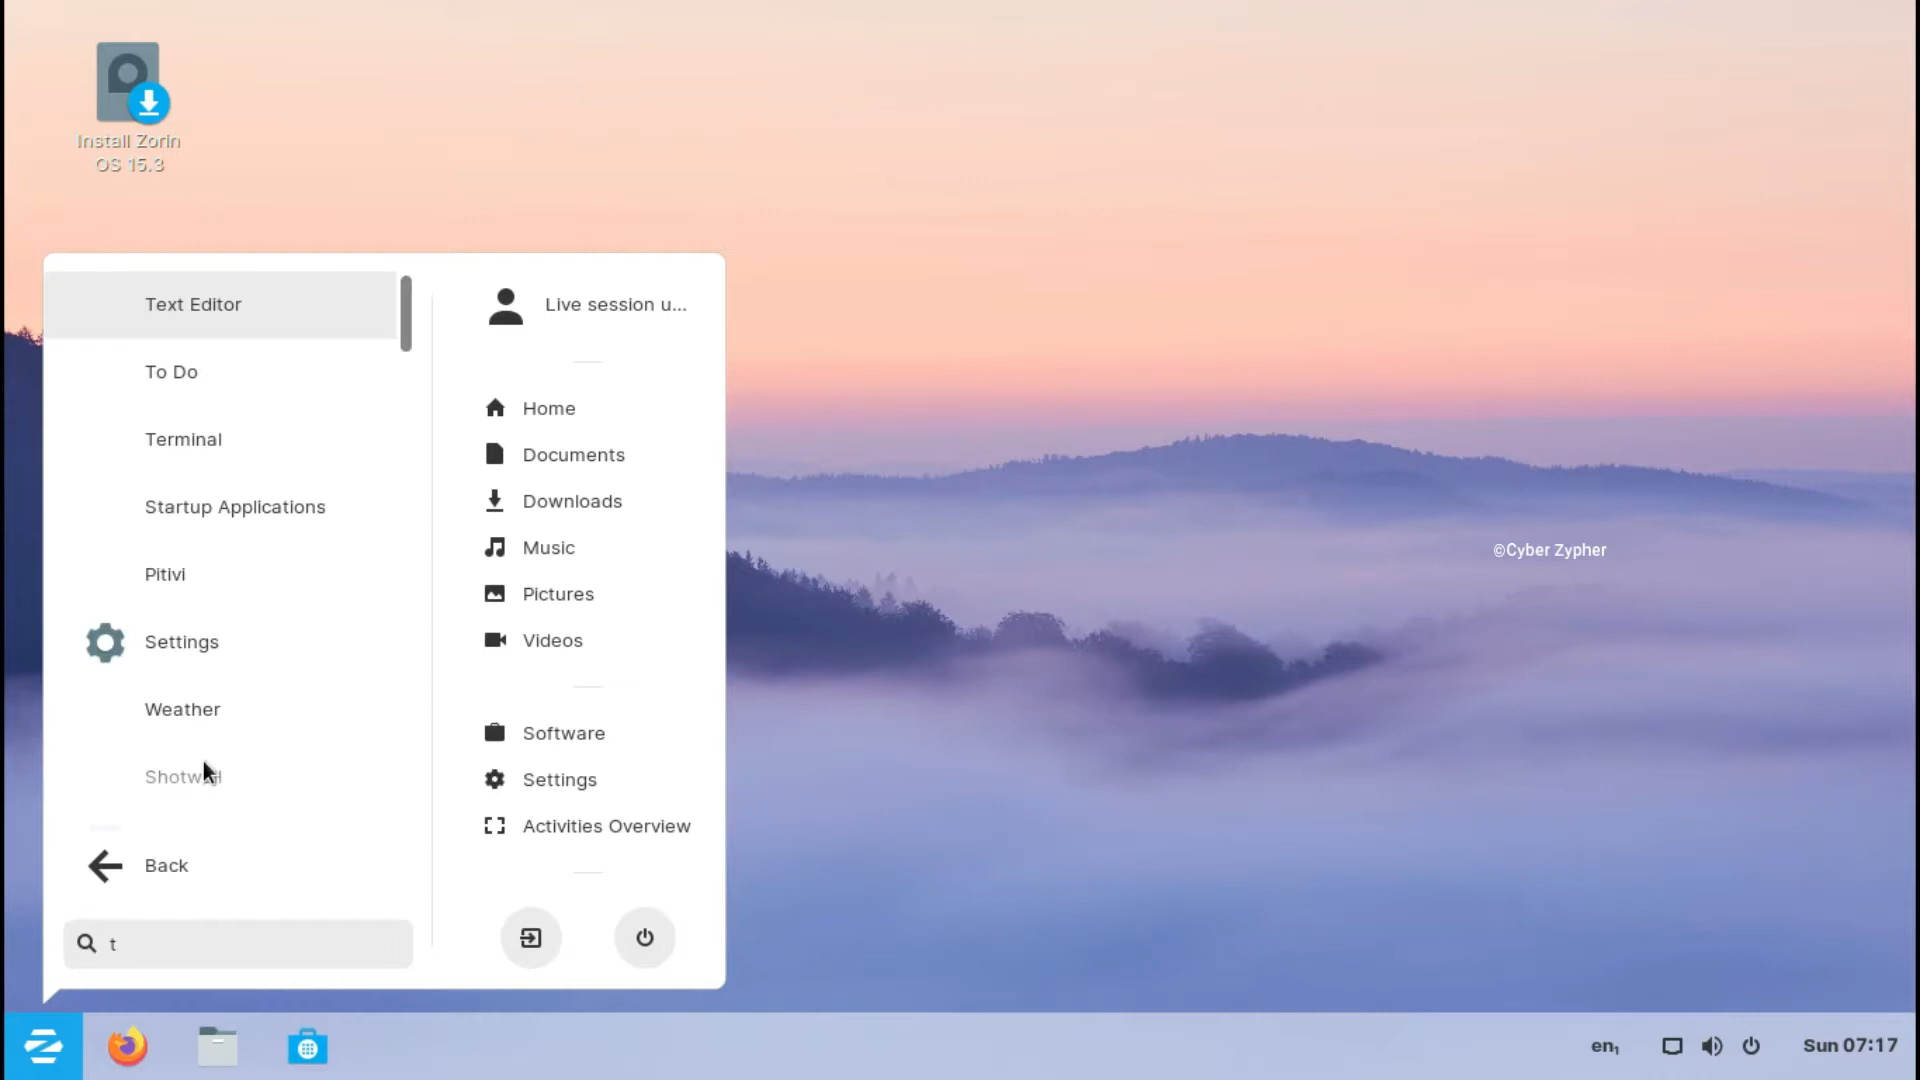 Install Zorin
OS 15.3
Text Editor
To Do
Terminal
Startup Applications
Pitivi
Settings
Weather
Shotwell
Back
t
Live session u...
Home
Documents
Downloads
Music
Pictures
Videos
Software
Settings
Activities Overview
©Cyber Zypher
en₁
Sun 07:17